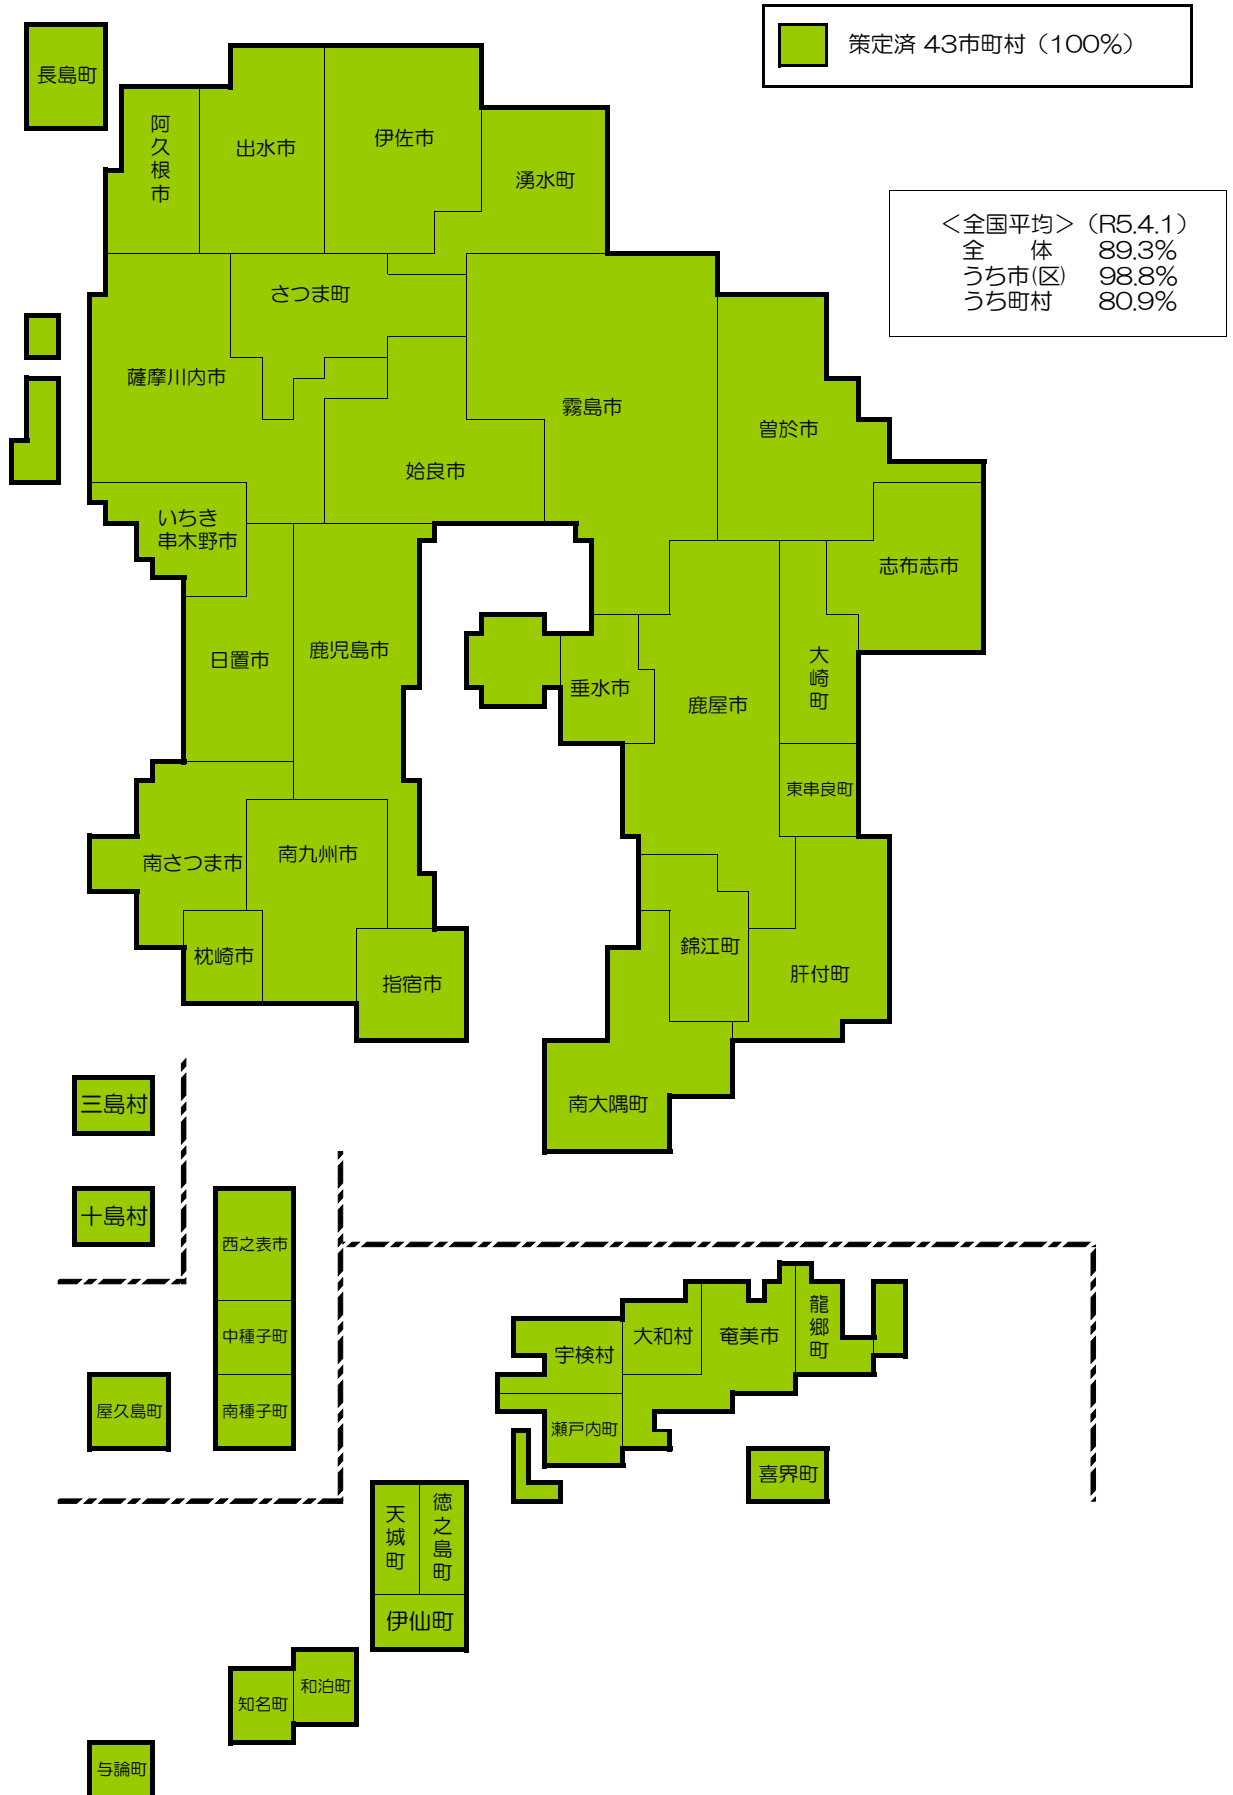 策定済 43市町村（100%）
＜全国平均＞（R5.4.1）
全　　体　　89.3%
うち市(区)　98.8%
うち町村　　80.9%
長島町
阿久根市
出水市
伊佐市
湧水町
さつま町
薩摩川内市
霧島市
曽於市
姶良市
いちき
串木野市
志布志市
日置市
鹿児島市
垂水市
鹿屋市
大崎町
東串良町
南さつま市
南九州市
枕崎市
指宿市
錦江町
肝付町
南大隅町
三島村
十島村
西之表市
中種子町
南種子町
屋久島町
宇検村
大和村
奄美市
龍郷町
瀬戸内町
喜界町
天城町
徳之島町
伊仙町
和泊町
知名町
与論町